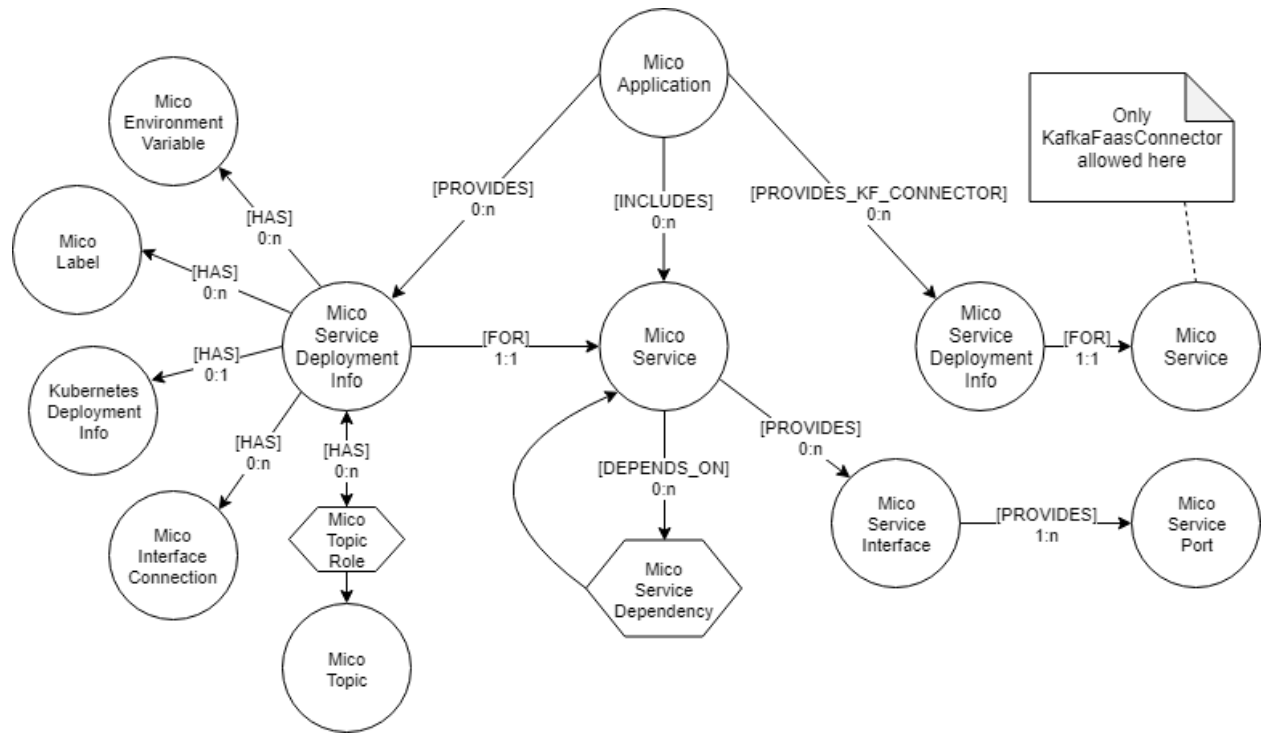 Mico
Application
Only
KafkaFaasConnector
allowed here
Mico
Environment
Variable
[PROVIDES]
0:n
[INCLUDES]
0:n
[PROVIDES_KF_CONNECTOR]
0:n
[HAS]
0:n
Mico
Label
[HAS]
0:n
Mico
Service
Deployment
Info
[FOR]
1:1
Mico
Service
Mico
Service
Deployment
Info
[FOR]
1:1
Mico
Service
[HAS]
0:1
Kubernetes
Deployment
Info
[HAS]
0:n
[HAS]
0:n
[DEPENDS_ON]
0:n
[PROVIDES]
0:n
Mico
Interface
Connection
Mico
Topic
Role
Mico
Service
Interface
[PROVIDES]
1:n
Mico
Service
Port
Mico
Service
Dependency
Mico
Topic